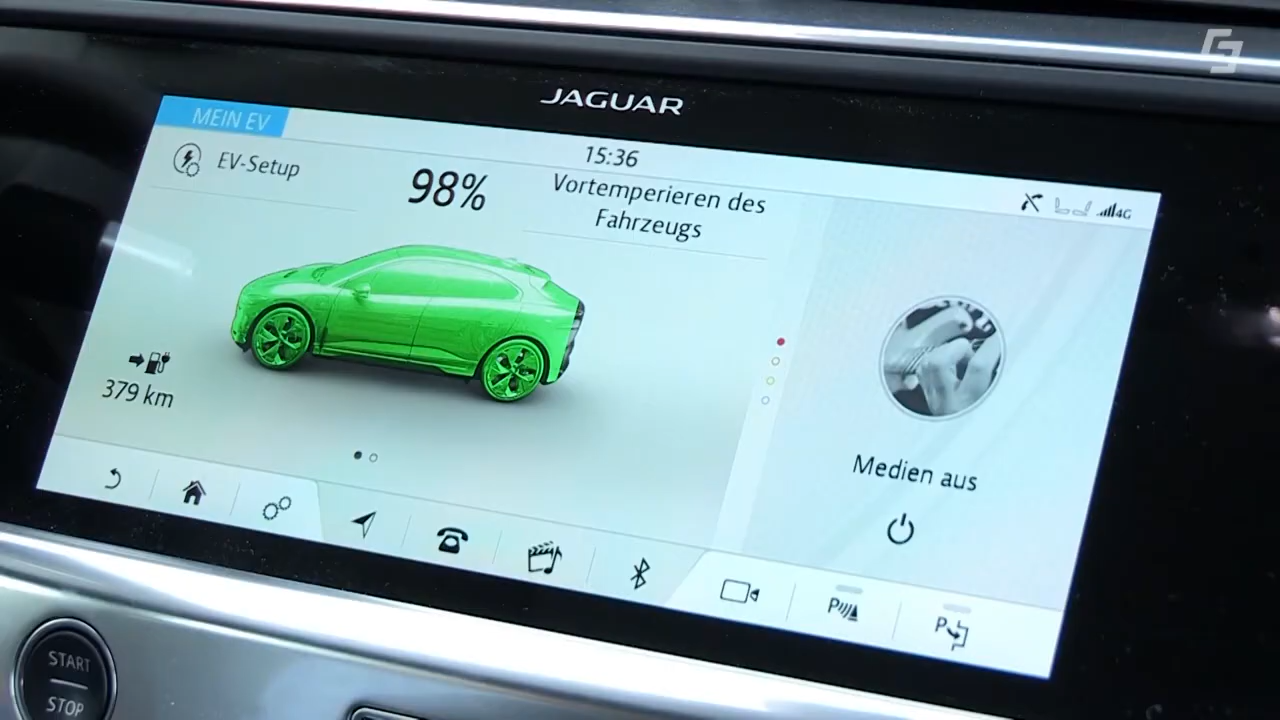 JAGUAR
MEIN EV
15:36
EV-Setup
98%
Vortemperieren des
Fahrzeugs
4G
379 km
Medien aus
P
P
START
STOP